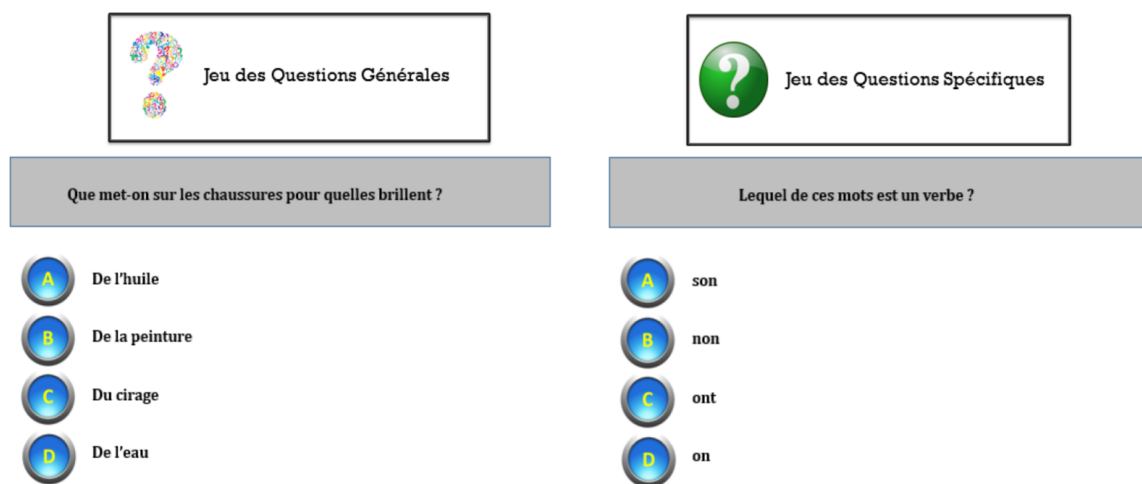 Jeu des Questions Générales
Que met-on sur les chaussures pour quelles brillent ?
A De l'huile
B De la peinture
C Du cirage
D De l'eau
Jeu des Questions Spécifiques
Lequel de ces mots est un verbe ?
A son
B non
C ont
D on